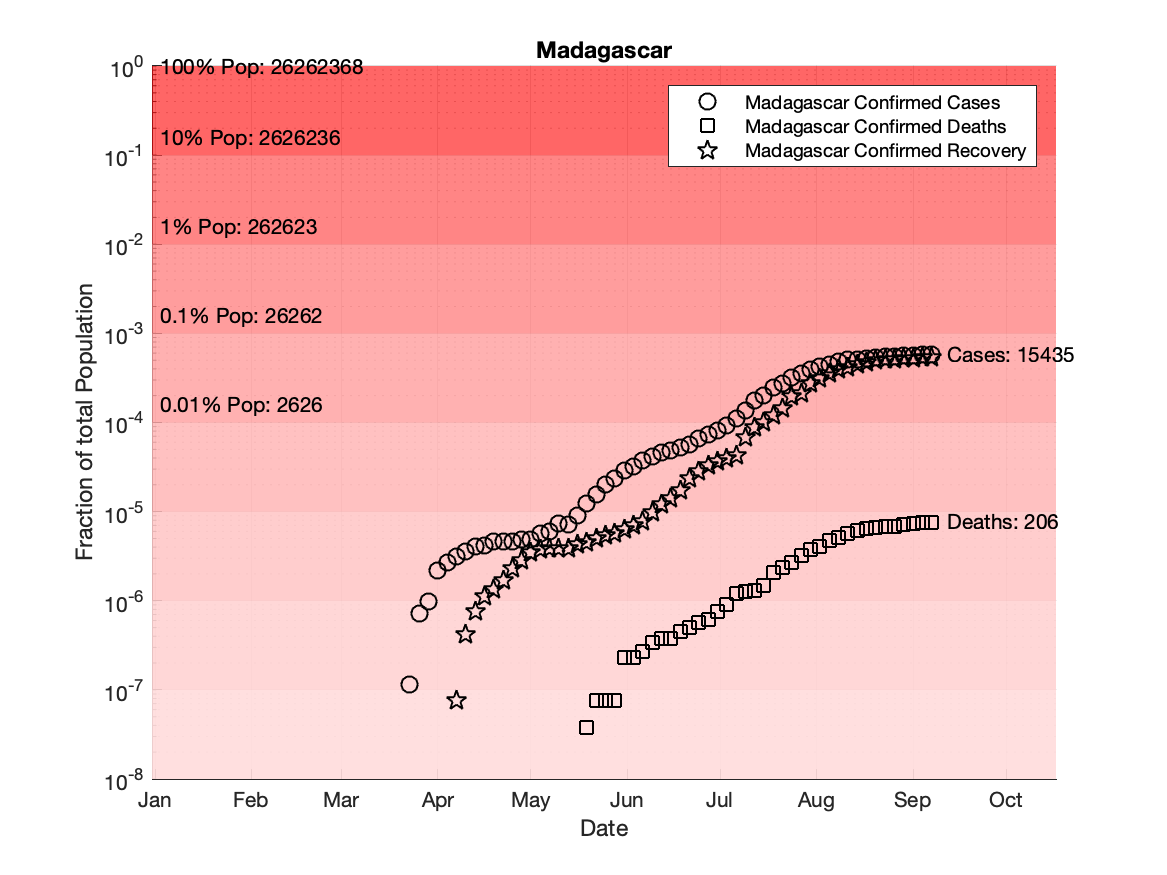 Madagascar
10^0
100% Pop: 26262368
Madagascar Confirmed Cases
Madagascar Confirmed Deaths
Madagascar Confirmed Recovery
10% Pop: 2626236
10^-1
1% Pop: 262623
10^-2
0.1% Pop: 26262
10^-3
Cases: 15435
0.01% Pop: 2626
10^-4
10^-5
Deaths: 206
10^-6
10^-7
10^-8
Fraction of total Population
Jan Feb Mar Apr May Jun Jul Aug Sep Oct
Date